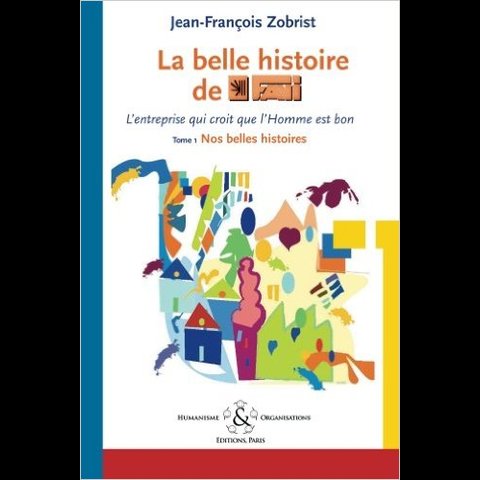 Jean-François Zobrist
La belle histoire
de FAVI
L'entreprise qui croit que l'Homme est bon
Tome 1 Nos belles histoires
Humanisme & Organisations
Editions, Paris